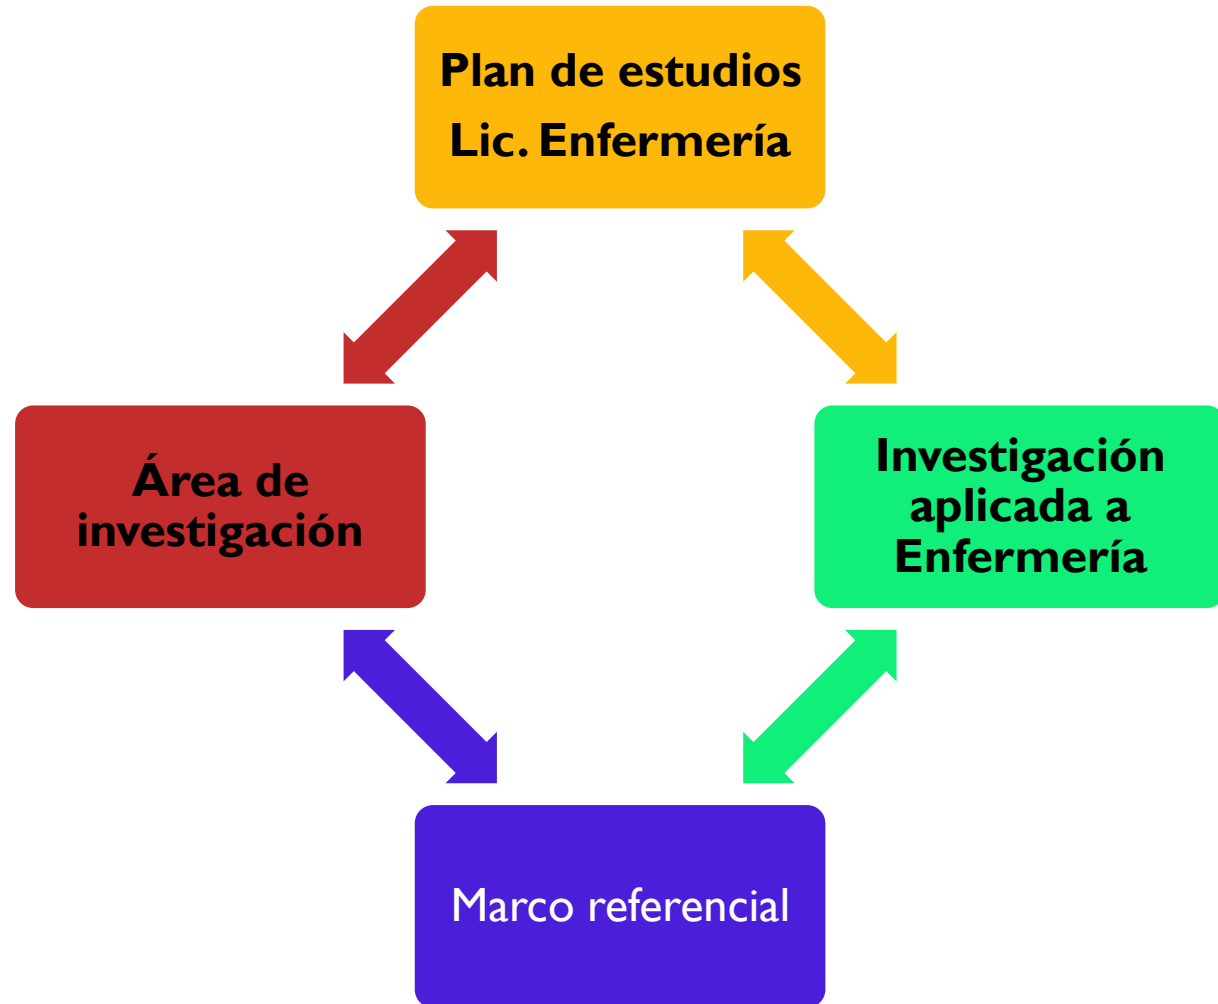 Plan de estudios
Lic. Enfermería
Área de
investigación
Investigación
aplicada a
Enfermería
Marco referencial